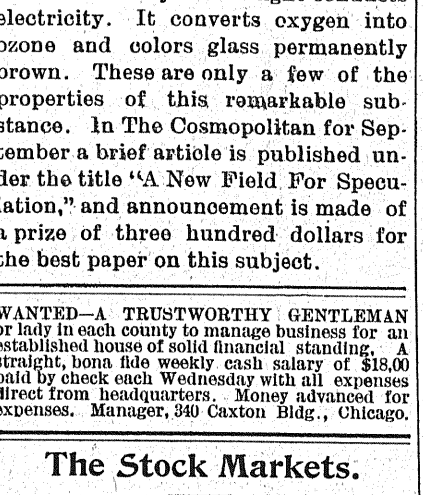 electricity. It converts oxygen into
ozone and colors glass permanently
brown. These are only a few of the
properties of this remarkable sub-
stance. In The Cosmopolitan for Sep-
tember a brief article is published un-
der the title "A New Field For Specu-
lation," and announcement is made of
a prize of three hundred dollars for
the best paper on this subject.
WANTED—A TRUSTWORTHY GENTLEMAN
or lady in each county to manage business for an
established house of solid financial standing. A
straight, bona fide weekly cash salary of $18,00
paid by check each Wednesday with all expenses
direct from headquarters. Money advanced for
expenses. Manager, 340 Caxton Bldg., Chicago.
The Stock Markets.